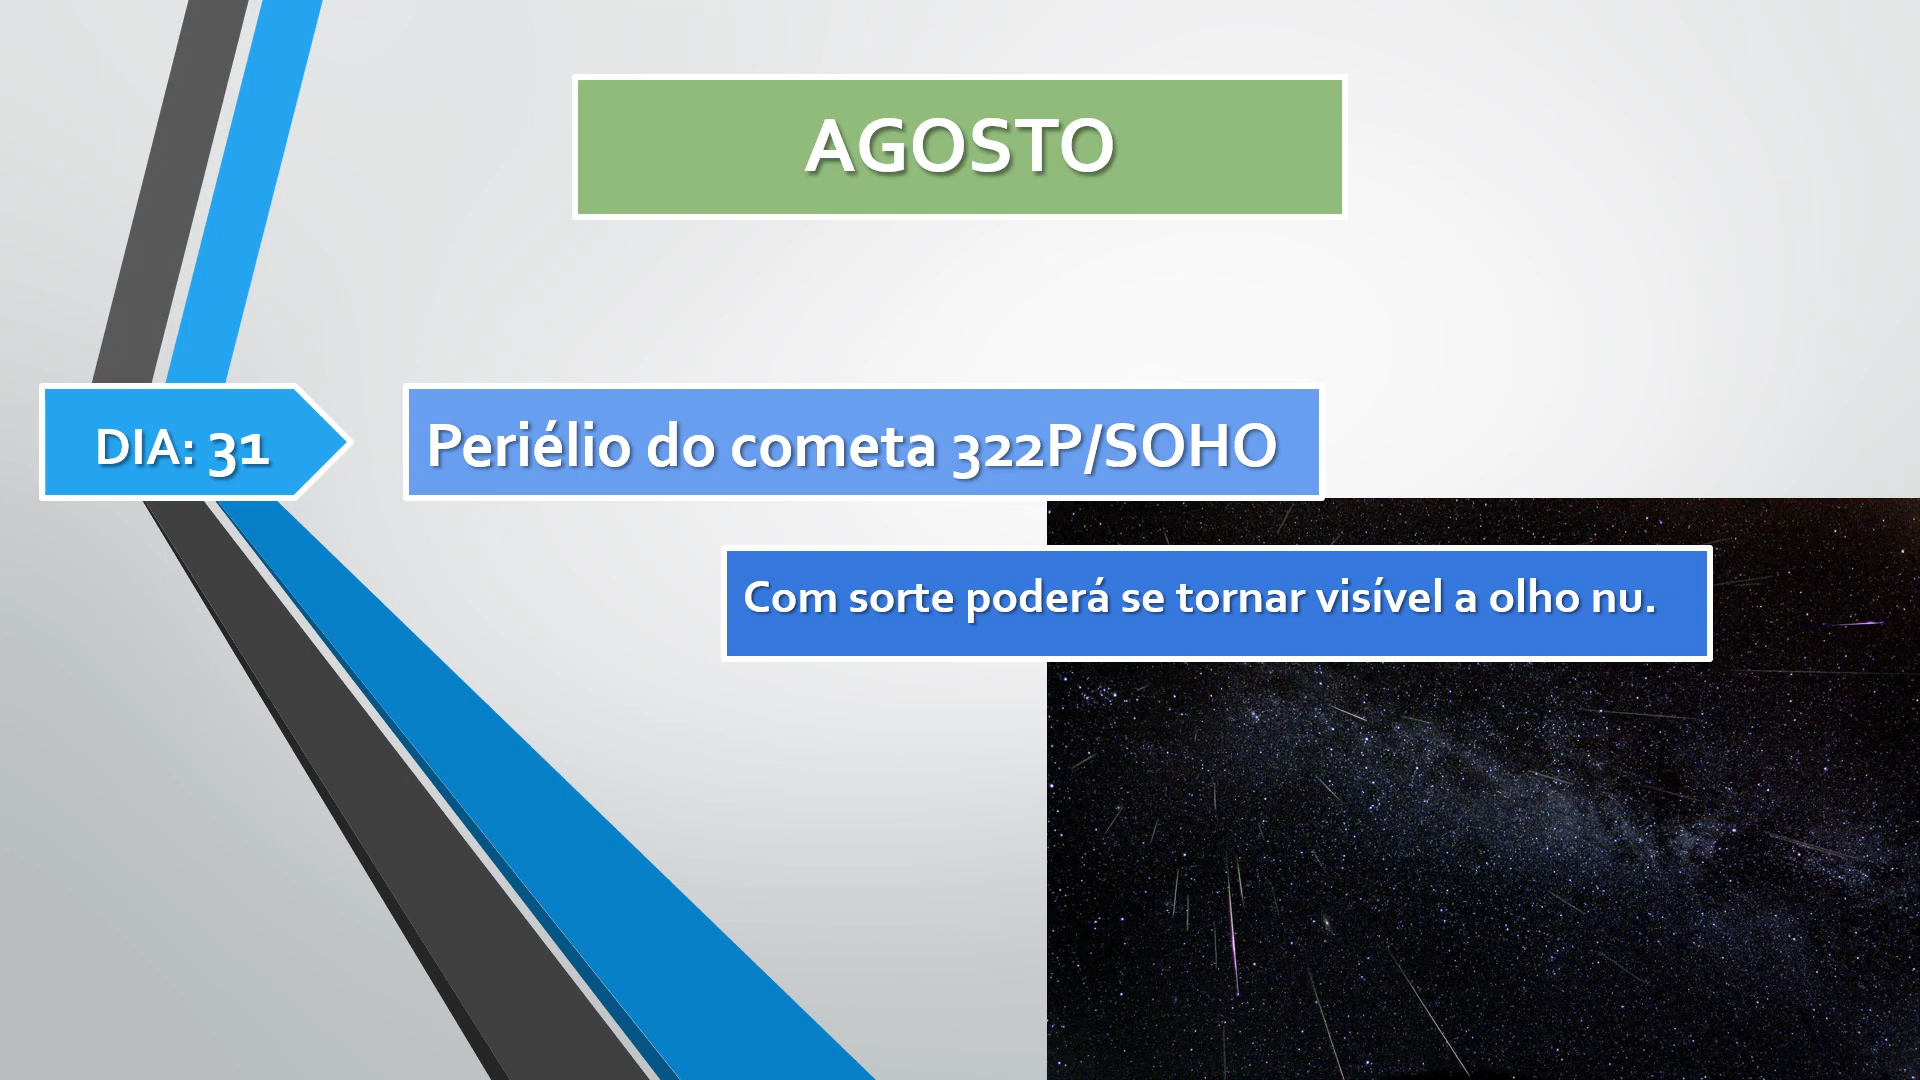 AGOSTO
DIA: 31
Periélio do cometa 322P/SOHO
Com sorte poderá se tornar visível a olho nu.